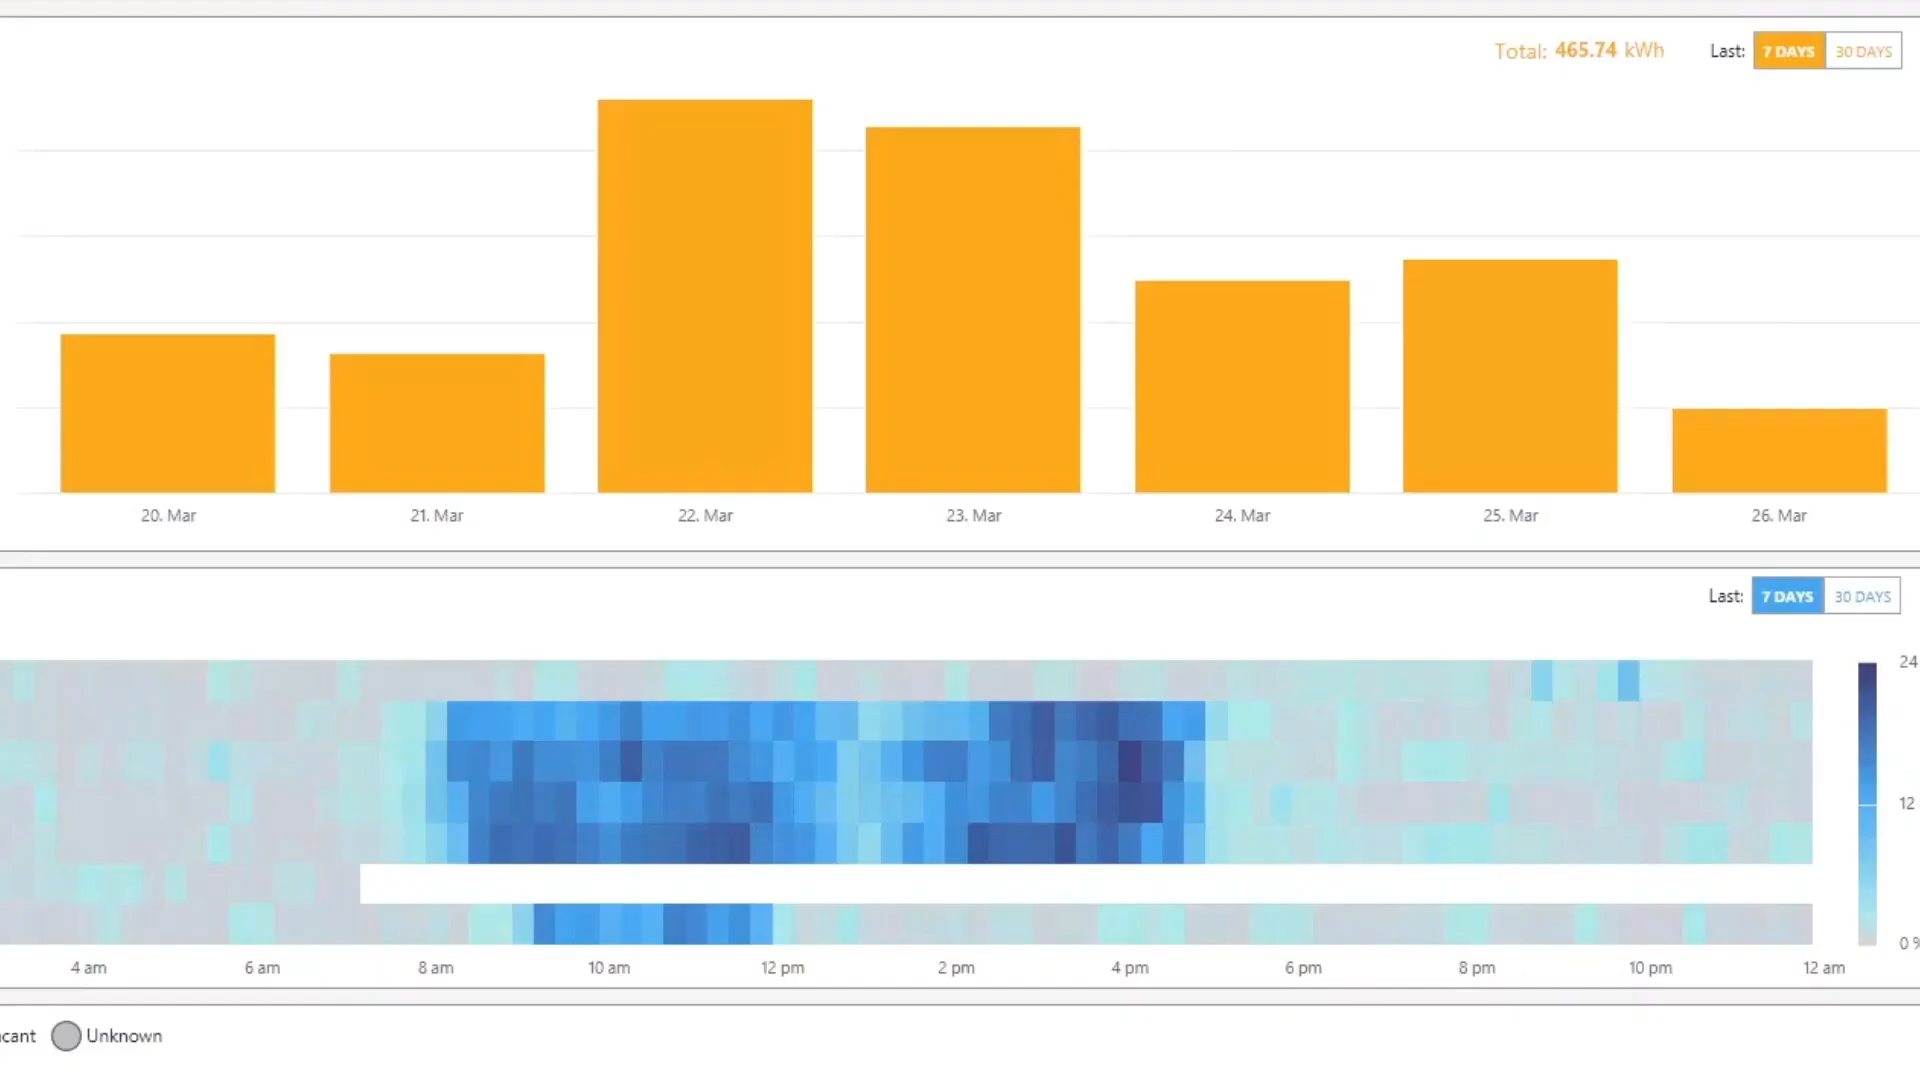 Total: 465.74 kWh Last: 7 DAYS 30 DAYS
20. Mar 21. Mar 22. Mar 23. Mar 24. Mar 25. Mar 26. Mar
Last: 7 DAYS 30 DAYS
24
12
0 %
4 am 6 am 8 am 10 am 12 pm 2 pm 4 pm 6 pm 8 pm 10 pm 12 am
cant Unknown